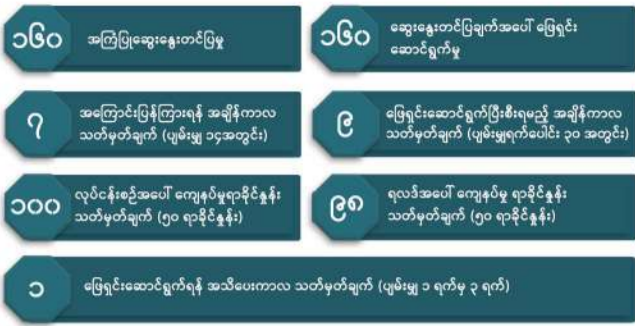 ၁၆၀
အကြံပြုဆွေးနွေးတင်ပြမှု
၁၆၀
ဆွေးနွေးတင်ပြချက်အပေါ် ဖြေရှင်း
ဆောင်ရွက်မှု
၇
အကြောင်းပြန်ကြားရန် အချိန်ကာလ
သတ်မှတ်ချက် (ပျမ်းမျှ ၁၄အတွင်း)
၉
ဖြေရှင်းဆောင်ရွက်ပြီးစီးရမည့် အချိန်ကာလ
သတ်မှတ်ချက် (ပျမ်းမျှရက်ပေါင်း ၃၀ အတွင်း)
၁၀၀
လုပ်ငန်းစဉ်အပေါ် ကျေနပ်မှုရာခိုင်နှုန်း
သတ်မှတ်ချက် (၅၀ ရာခိုင်နှုန်း)
၉၈
ရလဒ်အပေါ် ကျေနပ်မှု ရာခိုင်နှုန်း
သတ်မှတ်ချက် (၅၀ ရာခိုင်နှုန်း)
၁
ဖြေရှင်းဆောင်ရွက်ရန် အသိပေးကာလ သတ်မှတ်ချက် (ပျမ်းမျှ ၁ ရက်မှ ၃ ရက်)